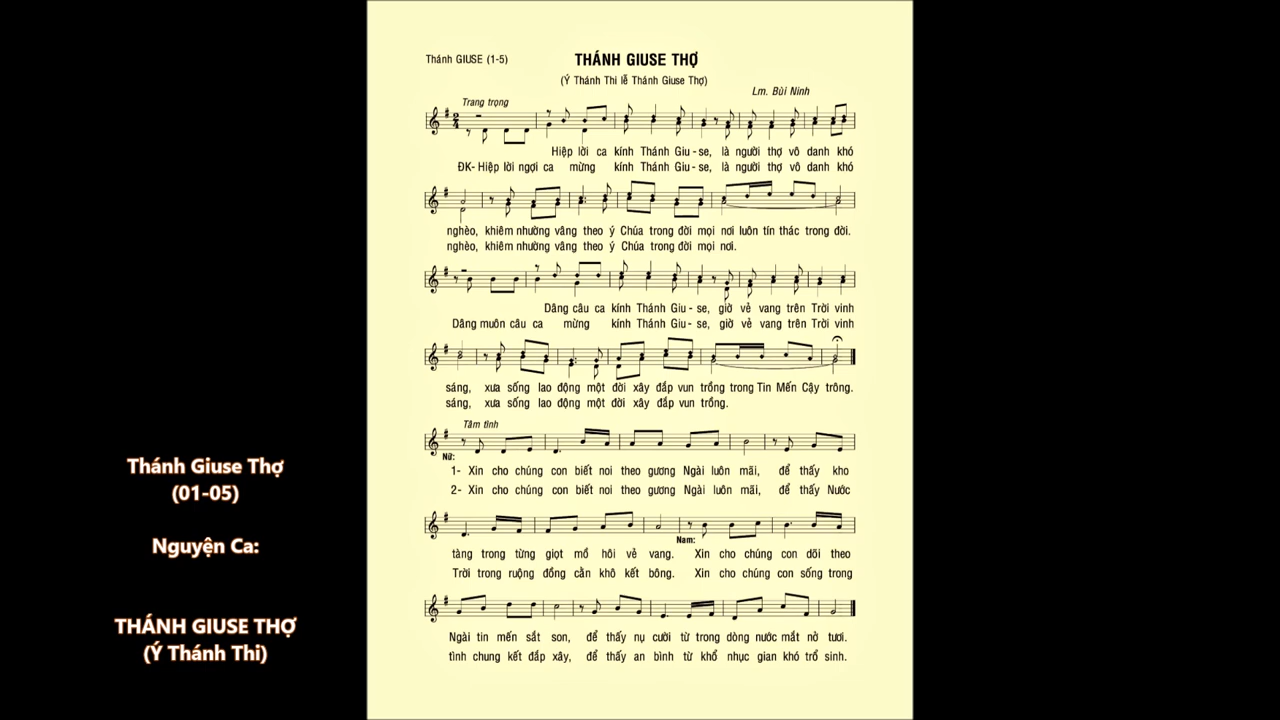 Thánh GIUSE (1-5)
THÁNH GIUSE THỢ
(Ý Thánh Thi lễ Thánh Giuse Thợ)
Lm. Bùi Ninh
Trang trọng
Hiệp lời ca kính Thánh Giu-se, là người thợ vô danh khó
ĐK-Hiệp lời ngợi ca mừng kính Thánh Giu-se, là người thợ vô danh khó
nghèo, khiêm nhường vâng theo ý Chúa trong đời mọi nơi luôn tín thác trong đời.
nghèo, khiêm nhường vâng theo ý Chúa trong đời mọi nơi.
Dâng câu ca kính Thánh Giu-se, giờ vẻ vang trên Trời vinh
Dâng muôn câu ca mừng kính Thánh Giu-se, giờ vẻ vang trên Trời vinh
sáng, xưa sống lao động một đời xây đắp vun trồng trong Tin Mến Cậy trông.
sáng, xưa sống lao động một đời xây đắp vun trồng.
Tâm tình
Nữ:
1- Xin cho chúng con biết noi theo gương Ngài luôn mãi, để thấy kho
2- Xin cho chúng con biết noi theo gương Ngài luôn mãi, để thấy Nước
Nam:
tàng trong từng giọt mồ hôi vẻ vang. Xin cho chúng con dõi theo
Trời trong ruộng đồng cằn khô kết bông. Xin cho chúng con sống trong
Ngài tin mến sắt son, để thấy nụ cười từ trong dòng nước mắt nở tươi.
tình chung kết đắp xây, để thấy an bình từ khổ nhục gian khó trổ sinh.
Thánh Giuse Thợ
(01-05)
Nguyện Ca:
THÁNH GIUSE THỢ
(Ý Thánh Thi)